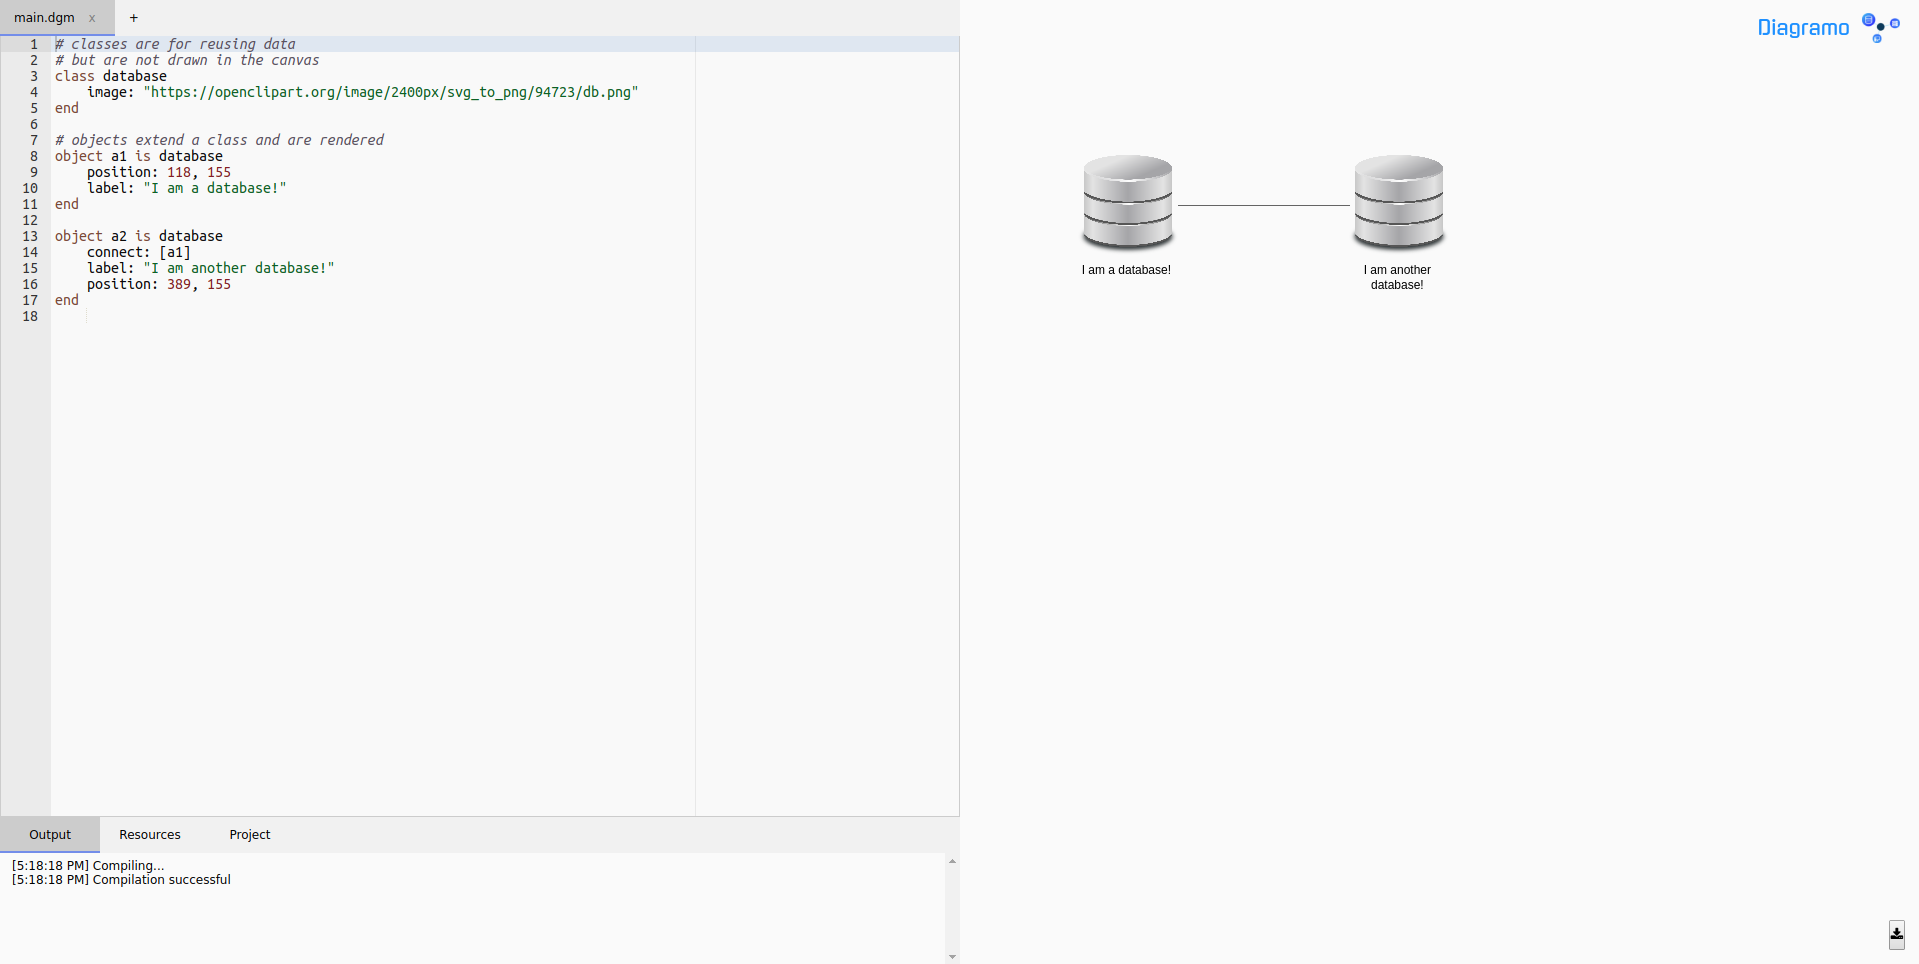 main.dgm x +
1 # classes are for reusing data
2 # but are not drawn in the canvas
3 class database
4     image: "https://openclipart.org/image/2400px/svg_to_png/94723/db.png"
5 end
6
7 # objects extend a class and are rendered
8 object a1 is database
9     position: 118, 155
10     label: "I am a database!"
11 end
12
13 object a2 is database
14     connect: [a1]
15     label: "I am another database!"
16     position: 389, 155
17 end
18
Output Resources Project
[5:18:18 PM] Compiling...
[5:18:18 PM] Compilation successful
Diagramo
I am a database!
I am another
database!